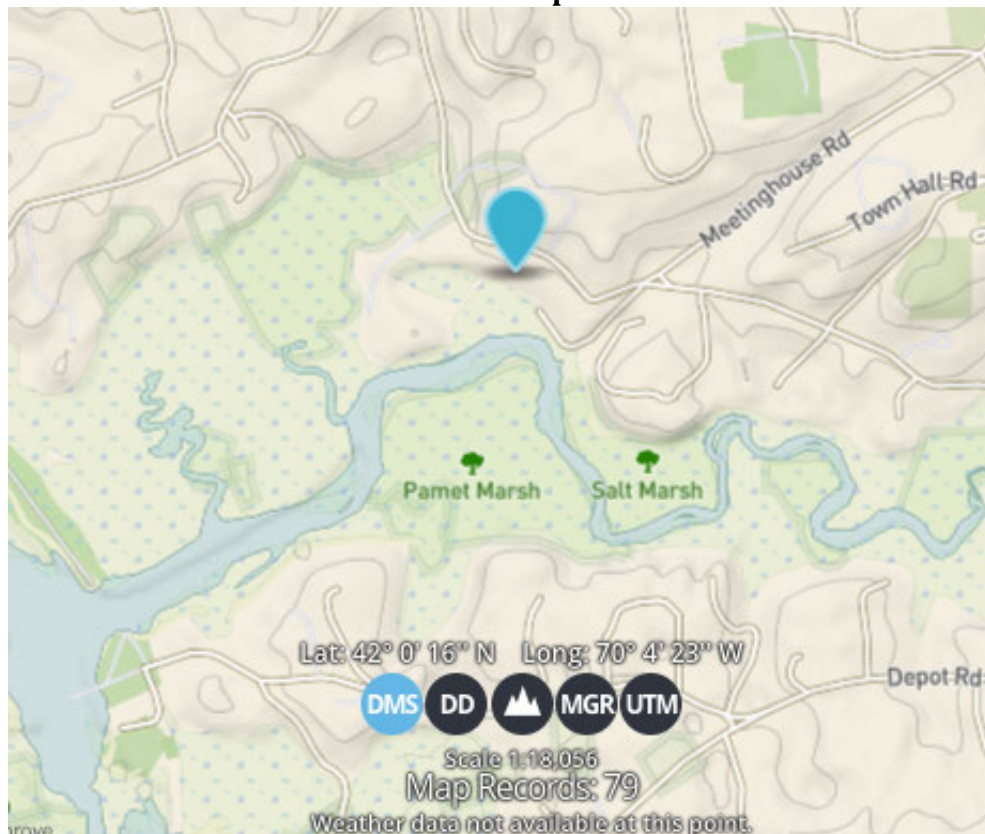 Meetinghouse Rd
Town Hall Rd
Pamet Marsh
Salt Marsh
Lat: 42° 0' 16" N Long: 70° 4' 23" W
Depot Rd
DMS DD MGR UTM
Scale 1:18,056
Map Records: 79
Weather data not available at this point.